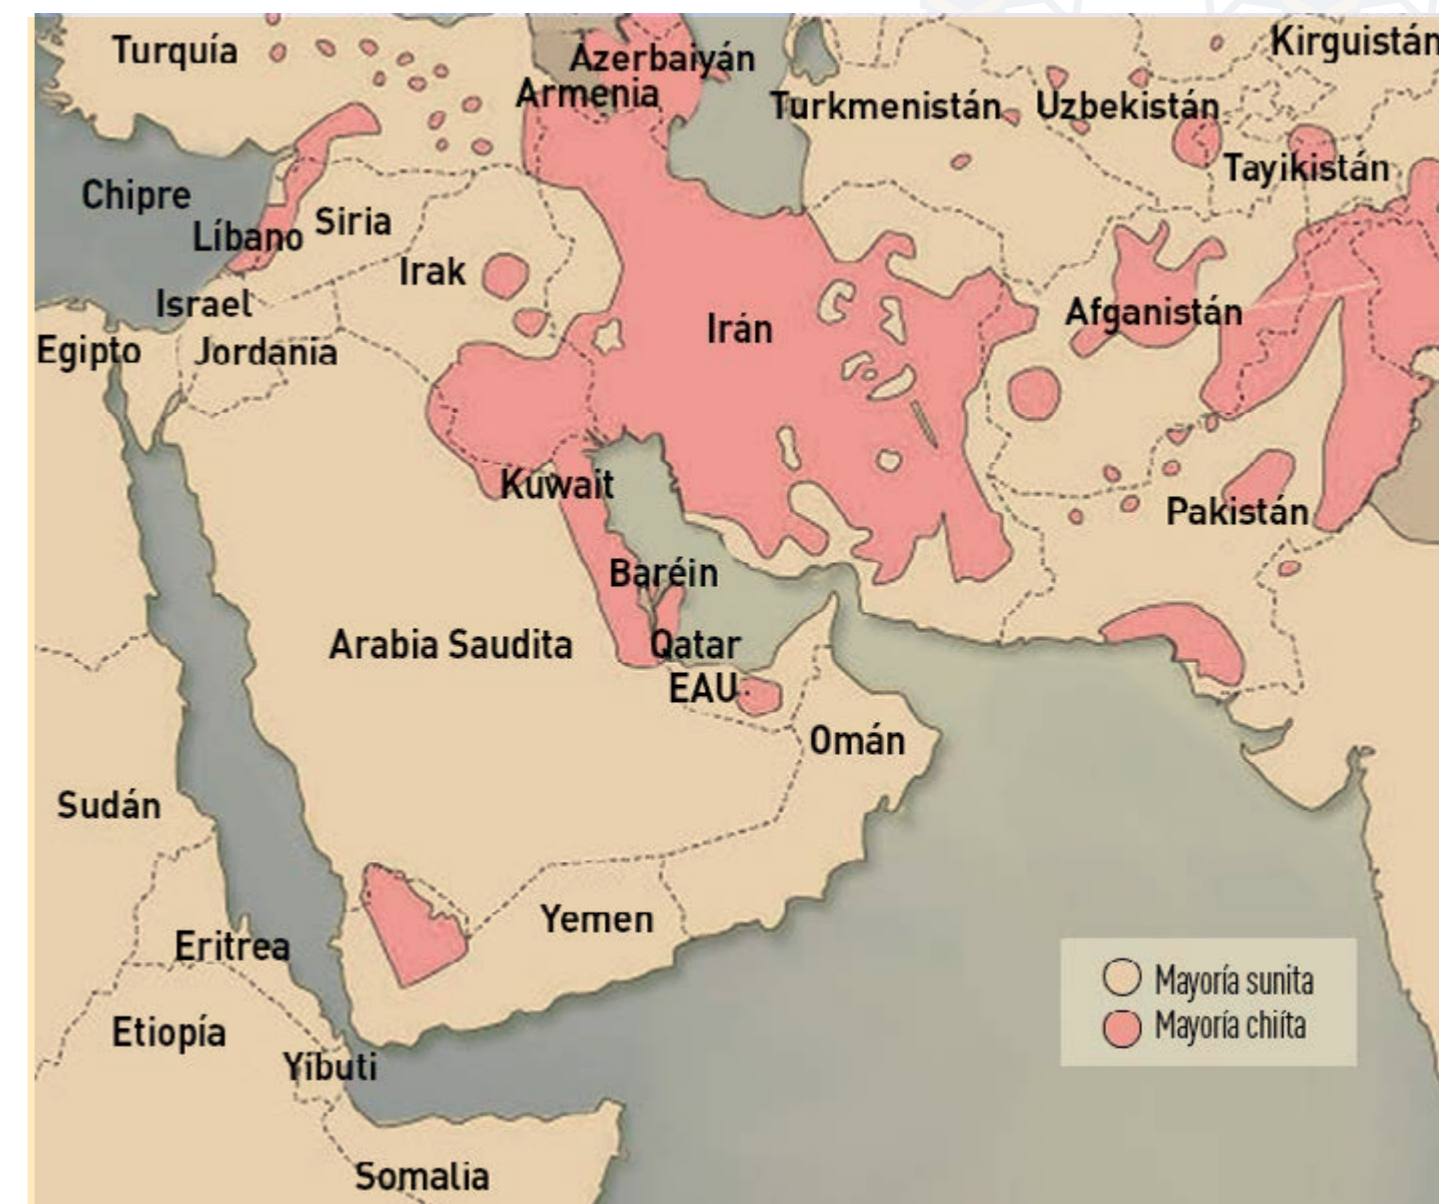 Turquía
Azerbaiyán
Armenia
Kirguistán
Turkmenistán
Uzbekistán
Tayikistán
Chipre
Líbano
Siria
Irak
Israel
Irán
Afganistán
Egipto
Jordania
Kuwait
Pakistán
Baréin
Arabia Saudita
Qatar
EAU
Omán
Sudán
Yemen
Eritrea
Etiopía
Yibuti
Somalia
Mayoría sunita
Mayoría chiíta